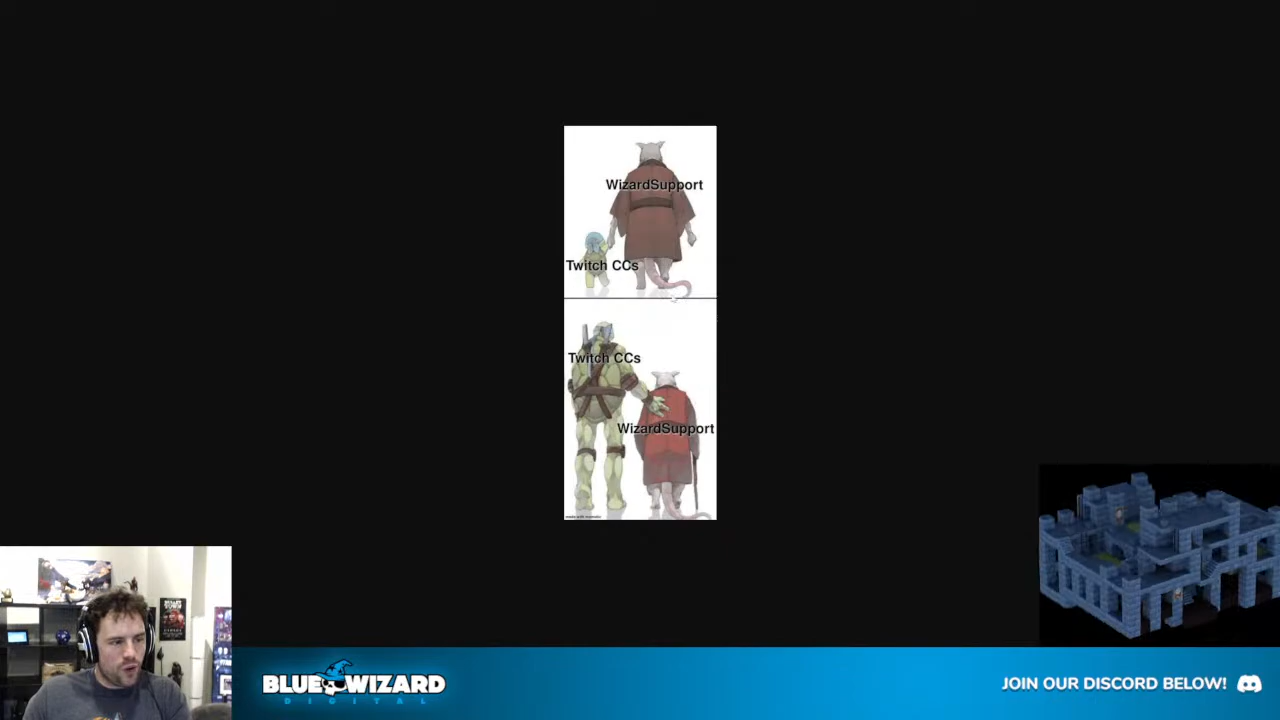 WizardSupport
Twitch CCs
Twitch CCs
WizardSupport
BLUE WIZARD
DIGITAL
JOIN OUR DISCORD BELOW!